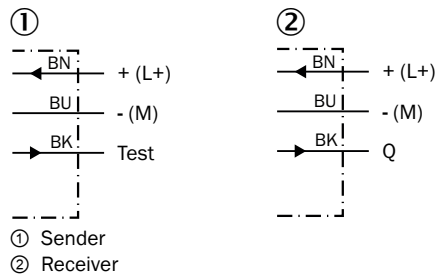 ① ②
BN + (L+) BN + (L+)
BU - (M) BU - (M)
BK Test BK Q
① Sender
② Receiver